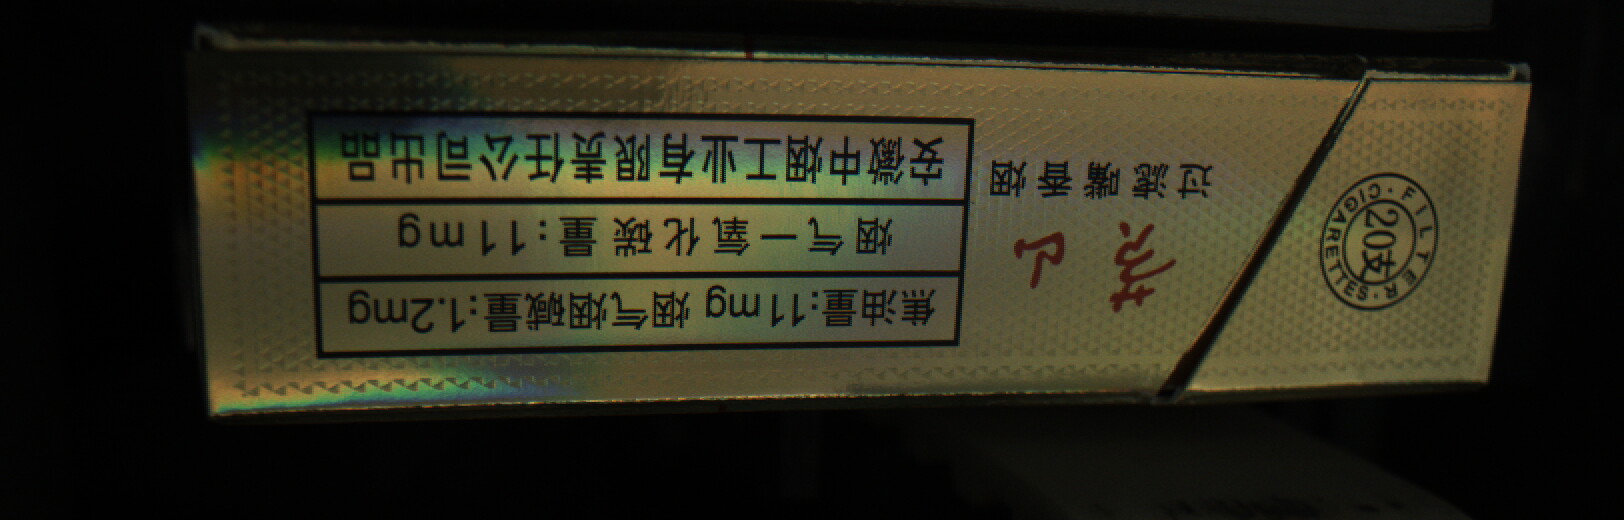 FILTER CIGARETTES
20支
黄山
过滤嘴香烟
焦油量:11mg 烟气烟碱量:1.2mg
烟气一氧化碳量:11mg
安徽中烟工业有限责任公司出品